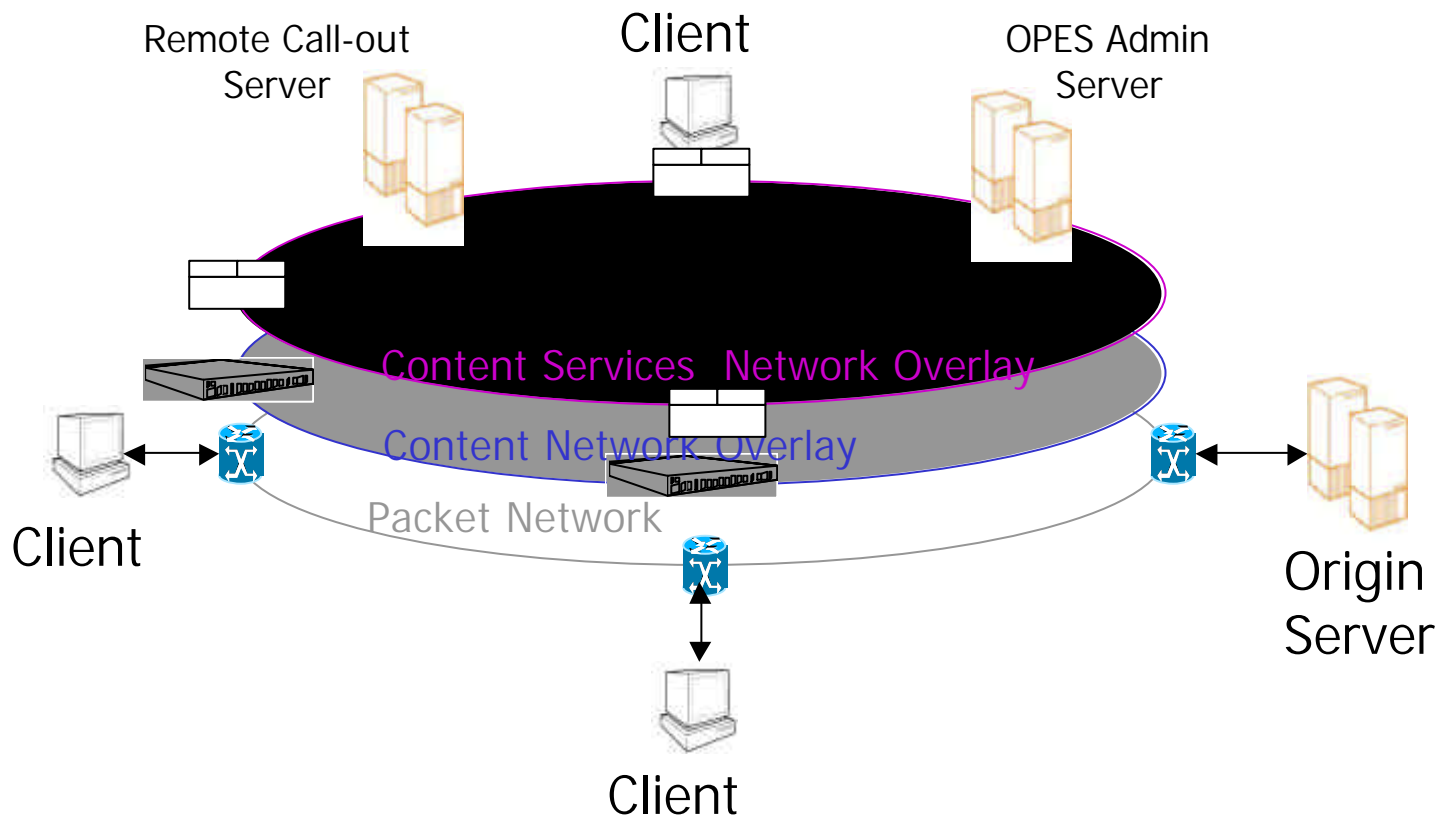 Remote Call-out
Server
Client
OPES Admin
Server
Content Services Network Overlay
Content Network Overlay
Packet Network
Client
Origin
Server
Client